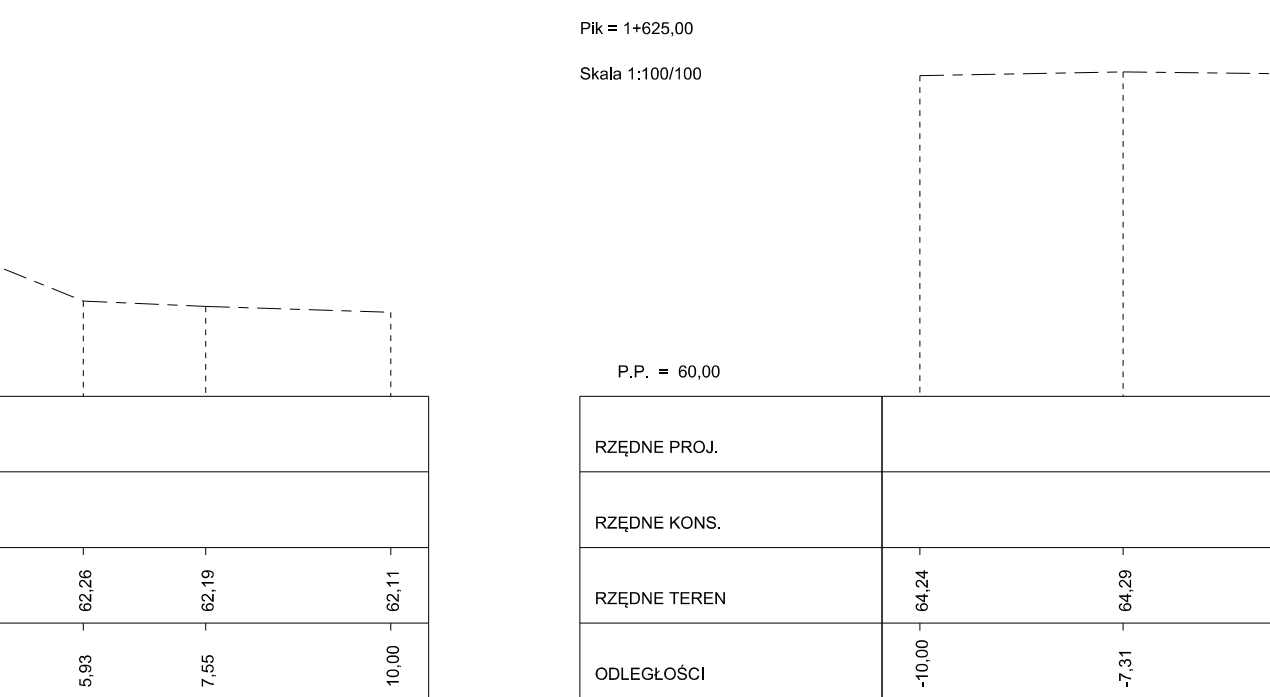 Pik = 1+625,00
Skala 1:100/100
P.P. = 60,00
RZĘDNE PROJ.
RZĘDNE KONS.
62,26 62,19 62,11
RZĘDNE TEREN 64,24 64,29
5,93 7,55 10,00
ODLEGŁOŚCI -10,00 -7,31